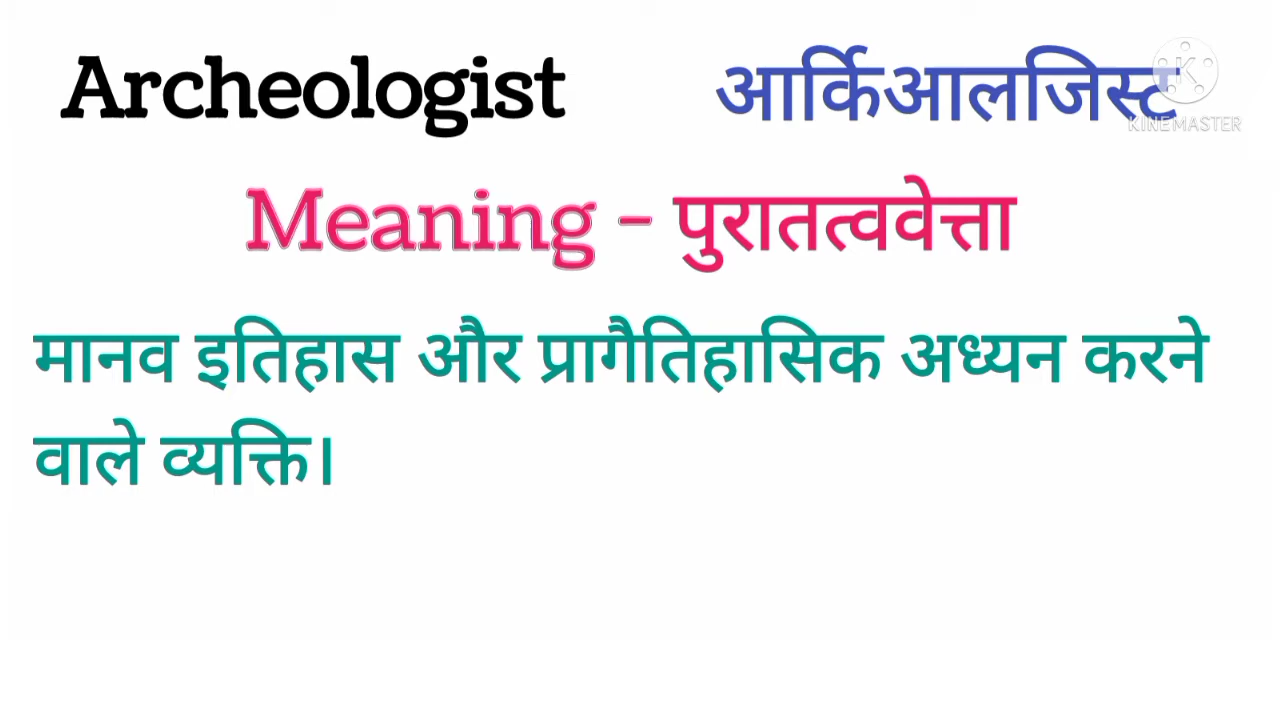 Archeologist आर्किआलजिस्ट
KINEMASTER
Meaning - पुरातत्ववेत्ता
मानव इतिहास और प्रागैतिहासिक अध्यन करने
वाले व्यक्ति।